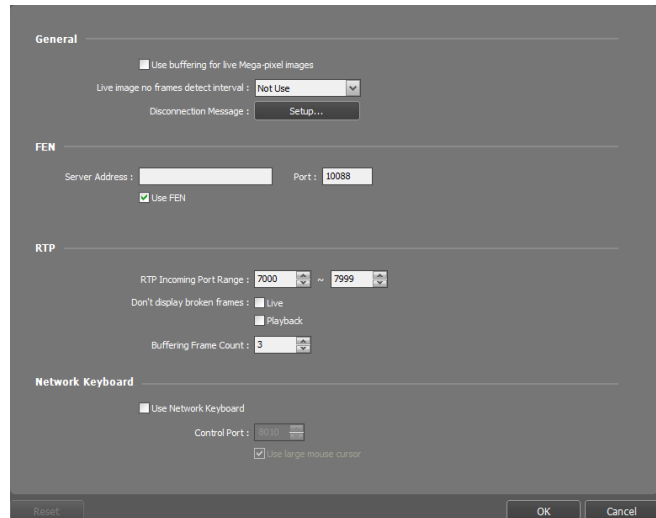 General
Use buffering for live Mega-pixel images
Live image no frames detect interval : Not Use
Disconnection Message : Setup...
FEN
Server Address : Port : 10088
Use FEN
RTP
RTP Incoming Port Range : 7000 ~ 7999
Don't display broken frames : Live
Playback
Buffering Frame Count : 3
Network Keyboard
Use Network Keyboard
Control Port : 8010
Use large mouse cursor
Reset OK Cancel